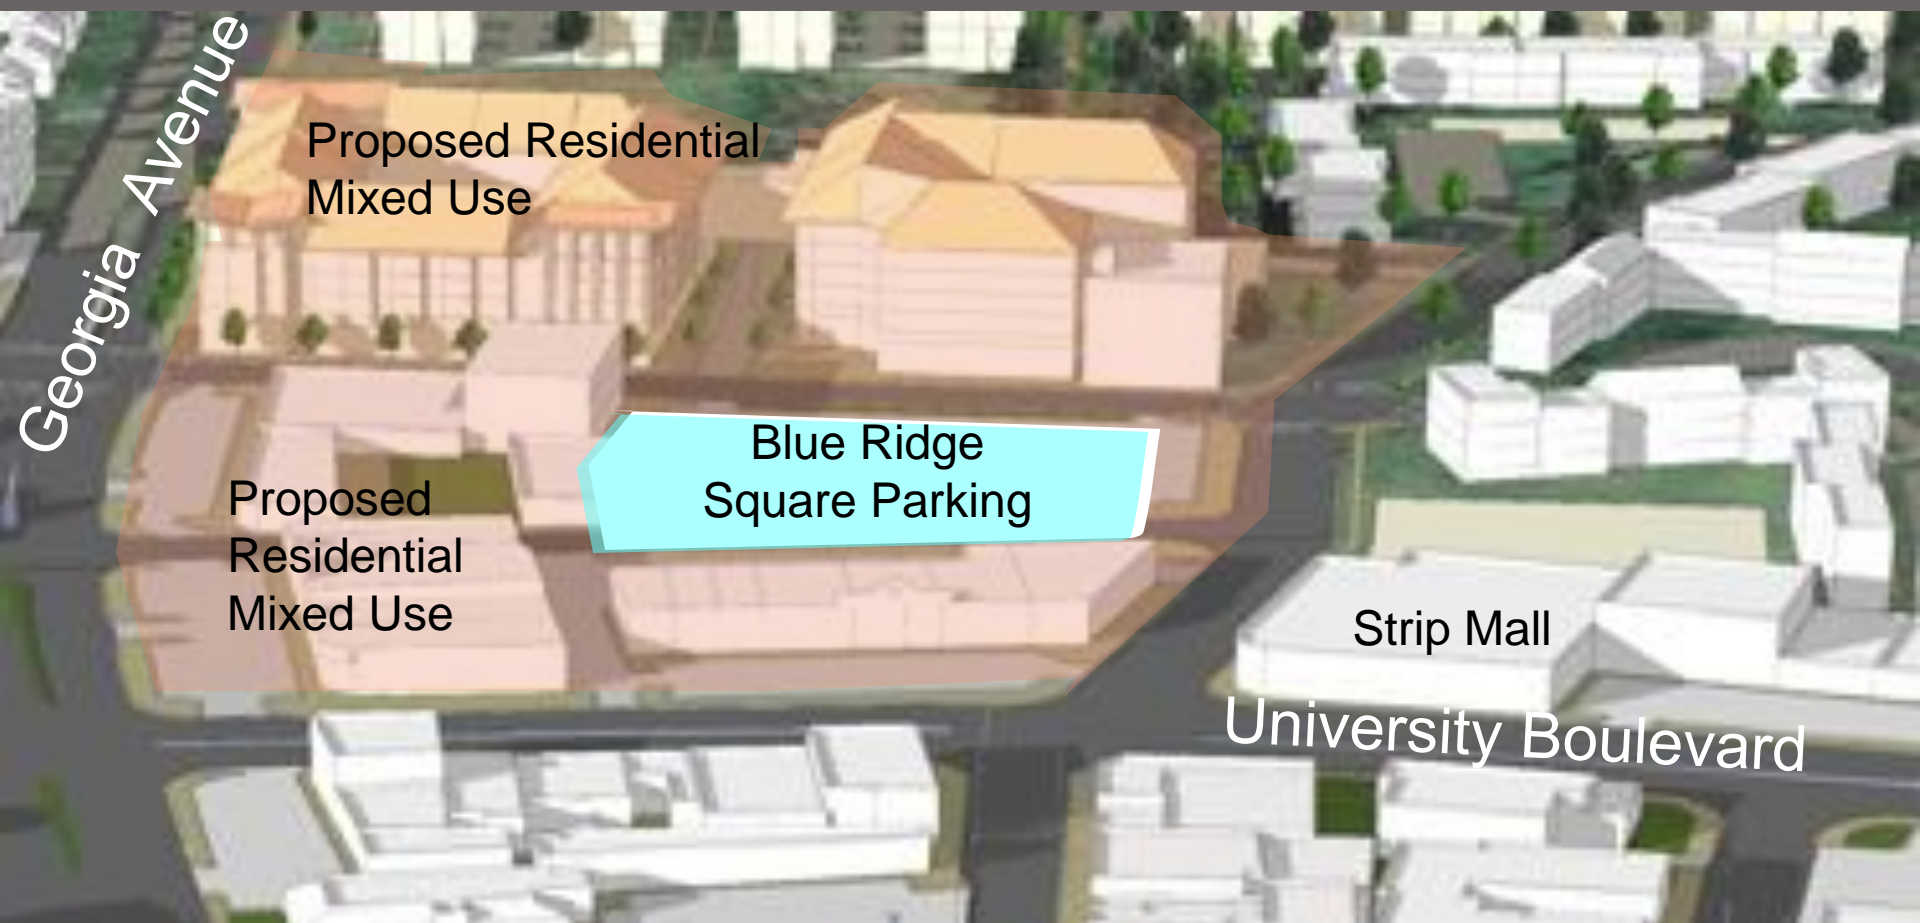 Georgia Avenue
Proposed Residential
Mixed Use
Blue Ridge
Square Parking
Proposed
Residential
Mixed Use
Strip Mall
University Boulevard